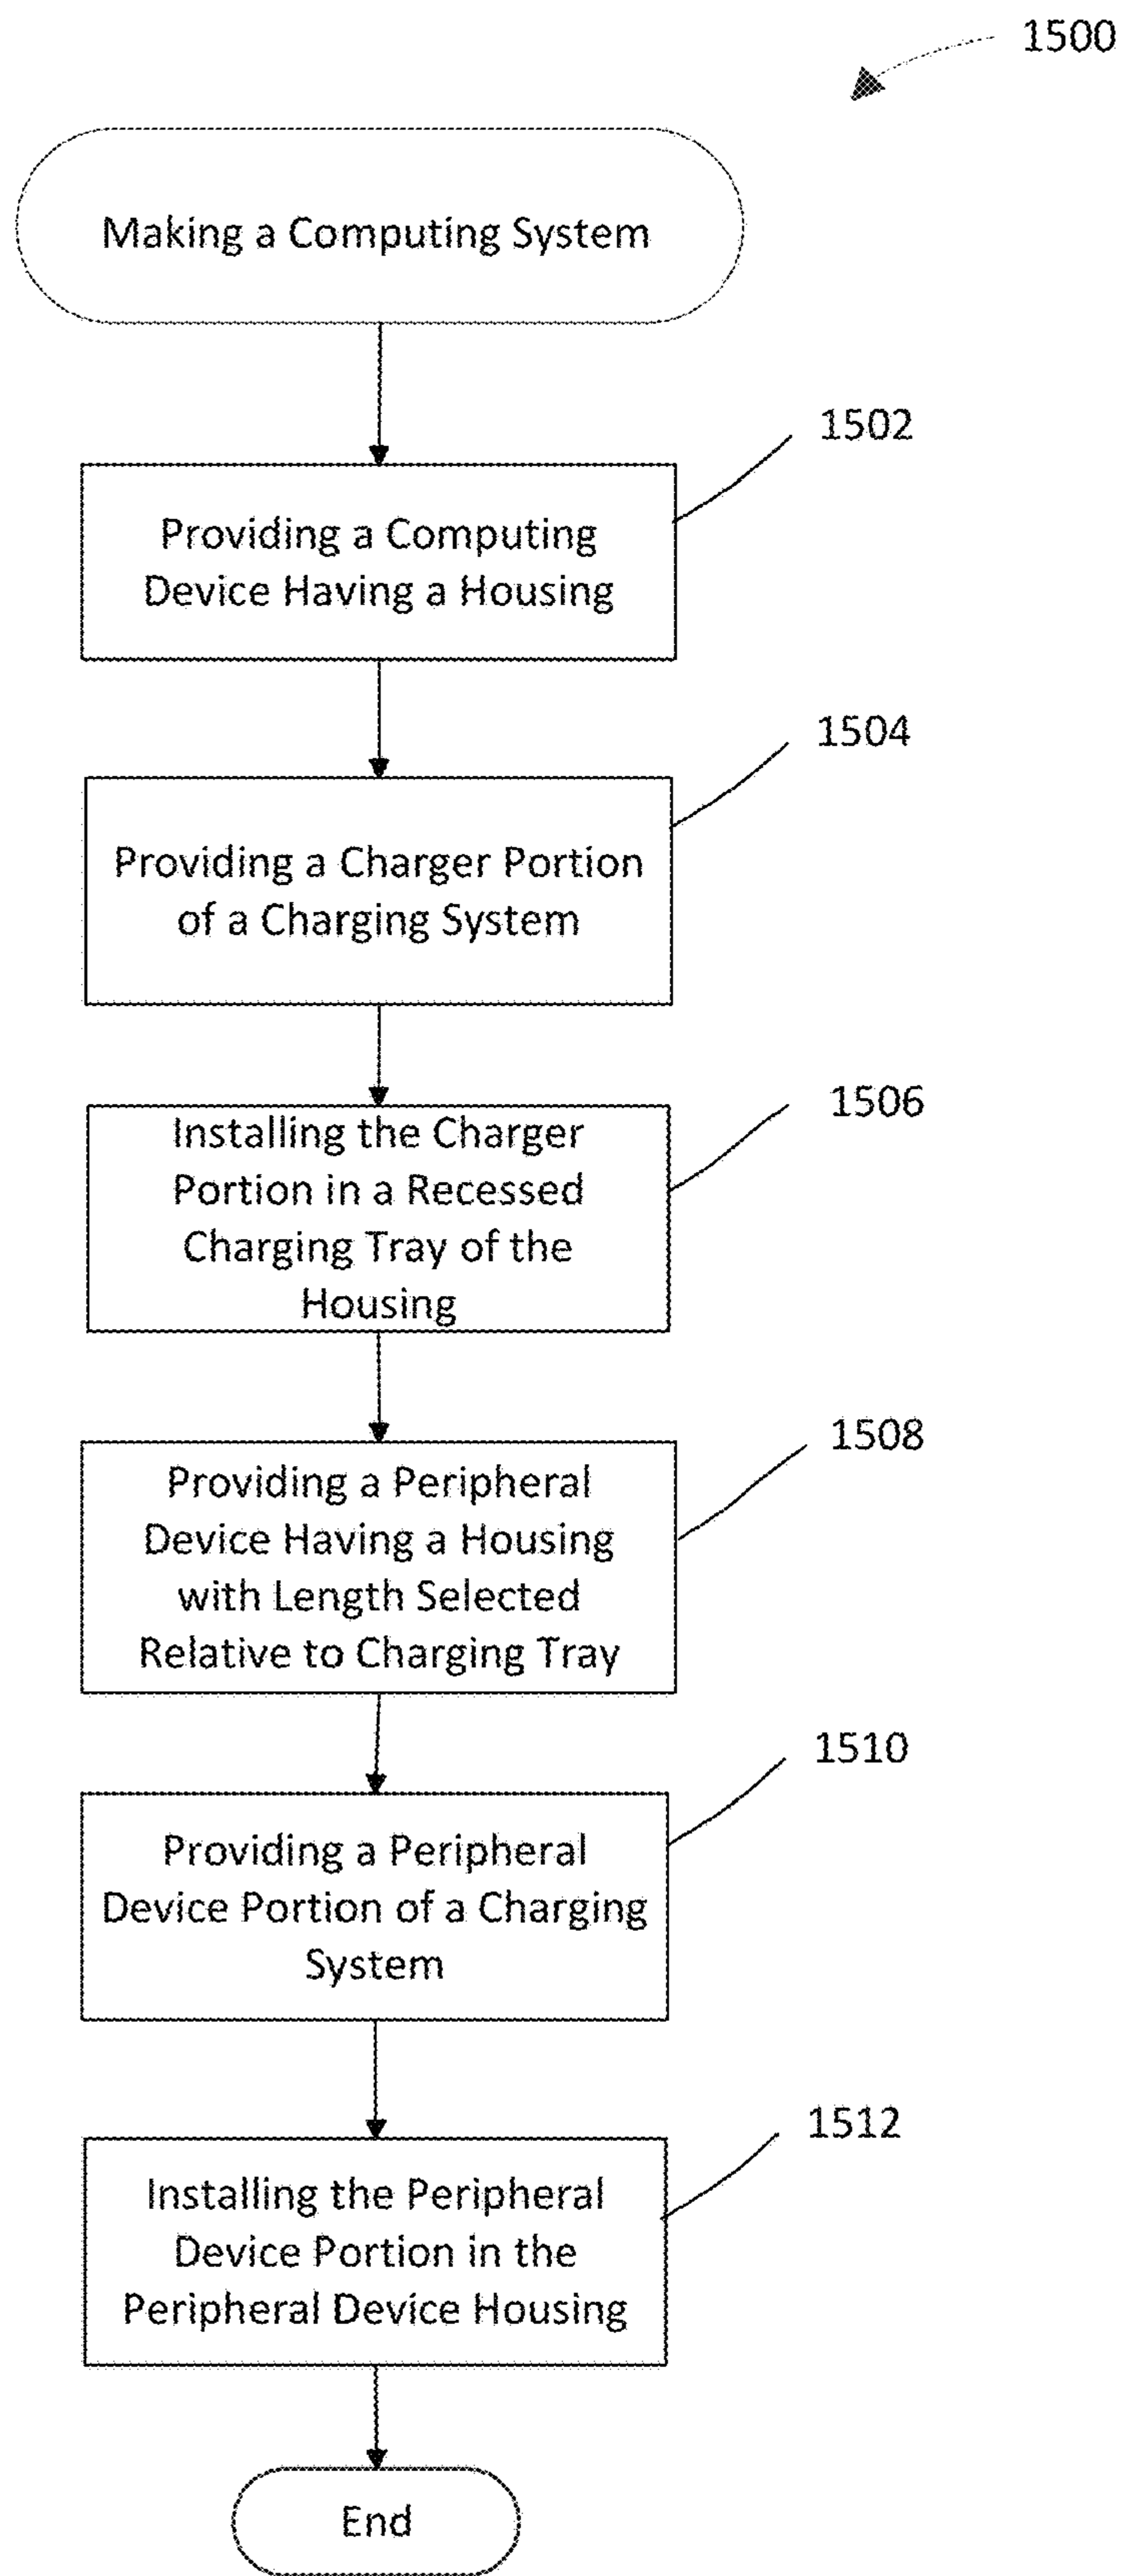 1500
Making a Computing System
1502
Providing a Computing
Device Having a Housing
1504
Providing a Charger Portion
of a Charging System
1506
Installing the Charger
Portion in a Recessed
Charging Tray of the
Housing
1508
Providing a Peripheral
Device Having a Housing
with Length Selected
Relative to Charging Tray
1510
Providing a Peripheral
Device Portion of a Charging
System
1512
Installing the Peripheral
Device Portion in the
Peripheral Device Housing
End